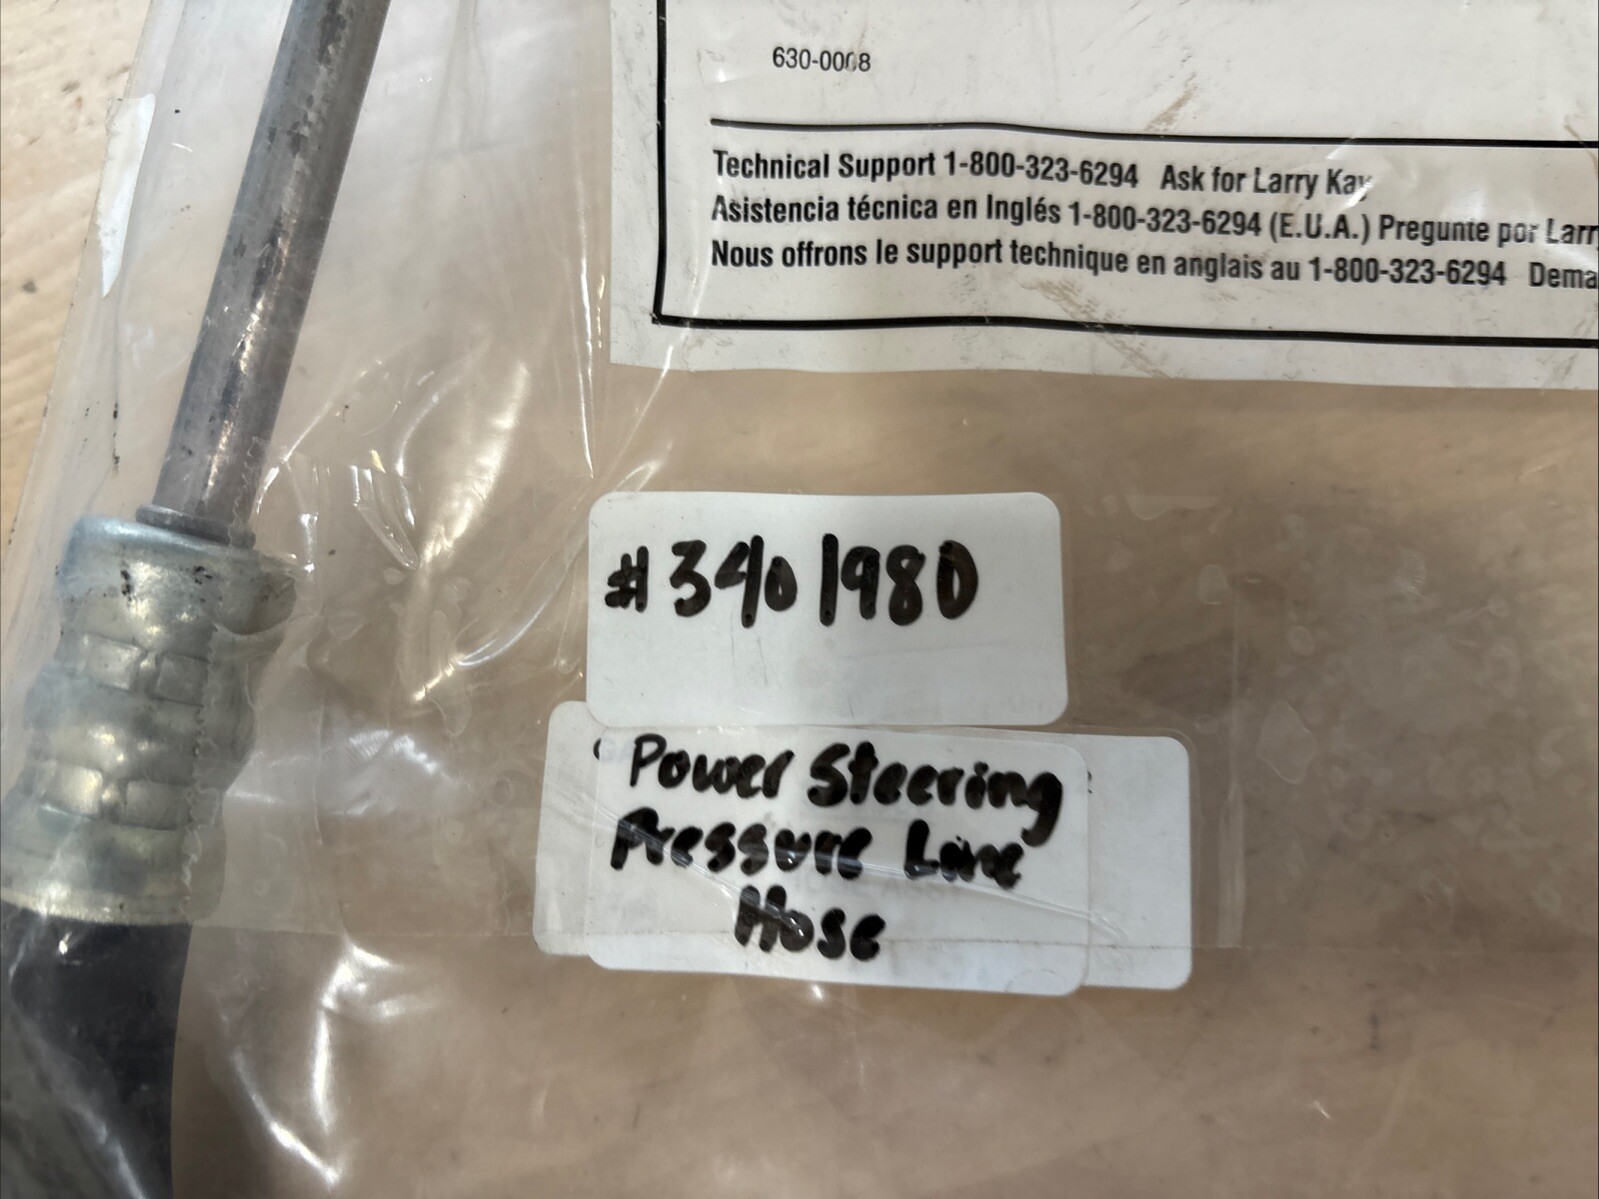 630-0008
Technical Support 1-800-323-6294 Ask for Larry Kay
Asistencia técnica en Inglés 1-800-323-6294 (E.U.A.) Pregunte por Larr
Nous offrons le support technique en anglais au 1-800-323-6294 Dema
#3401980
Power Steering
Pressure Line
Hose